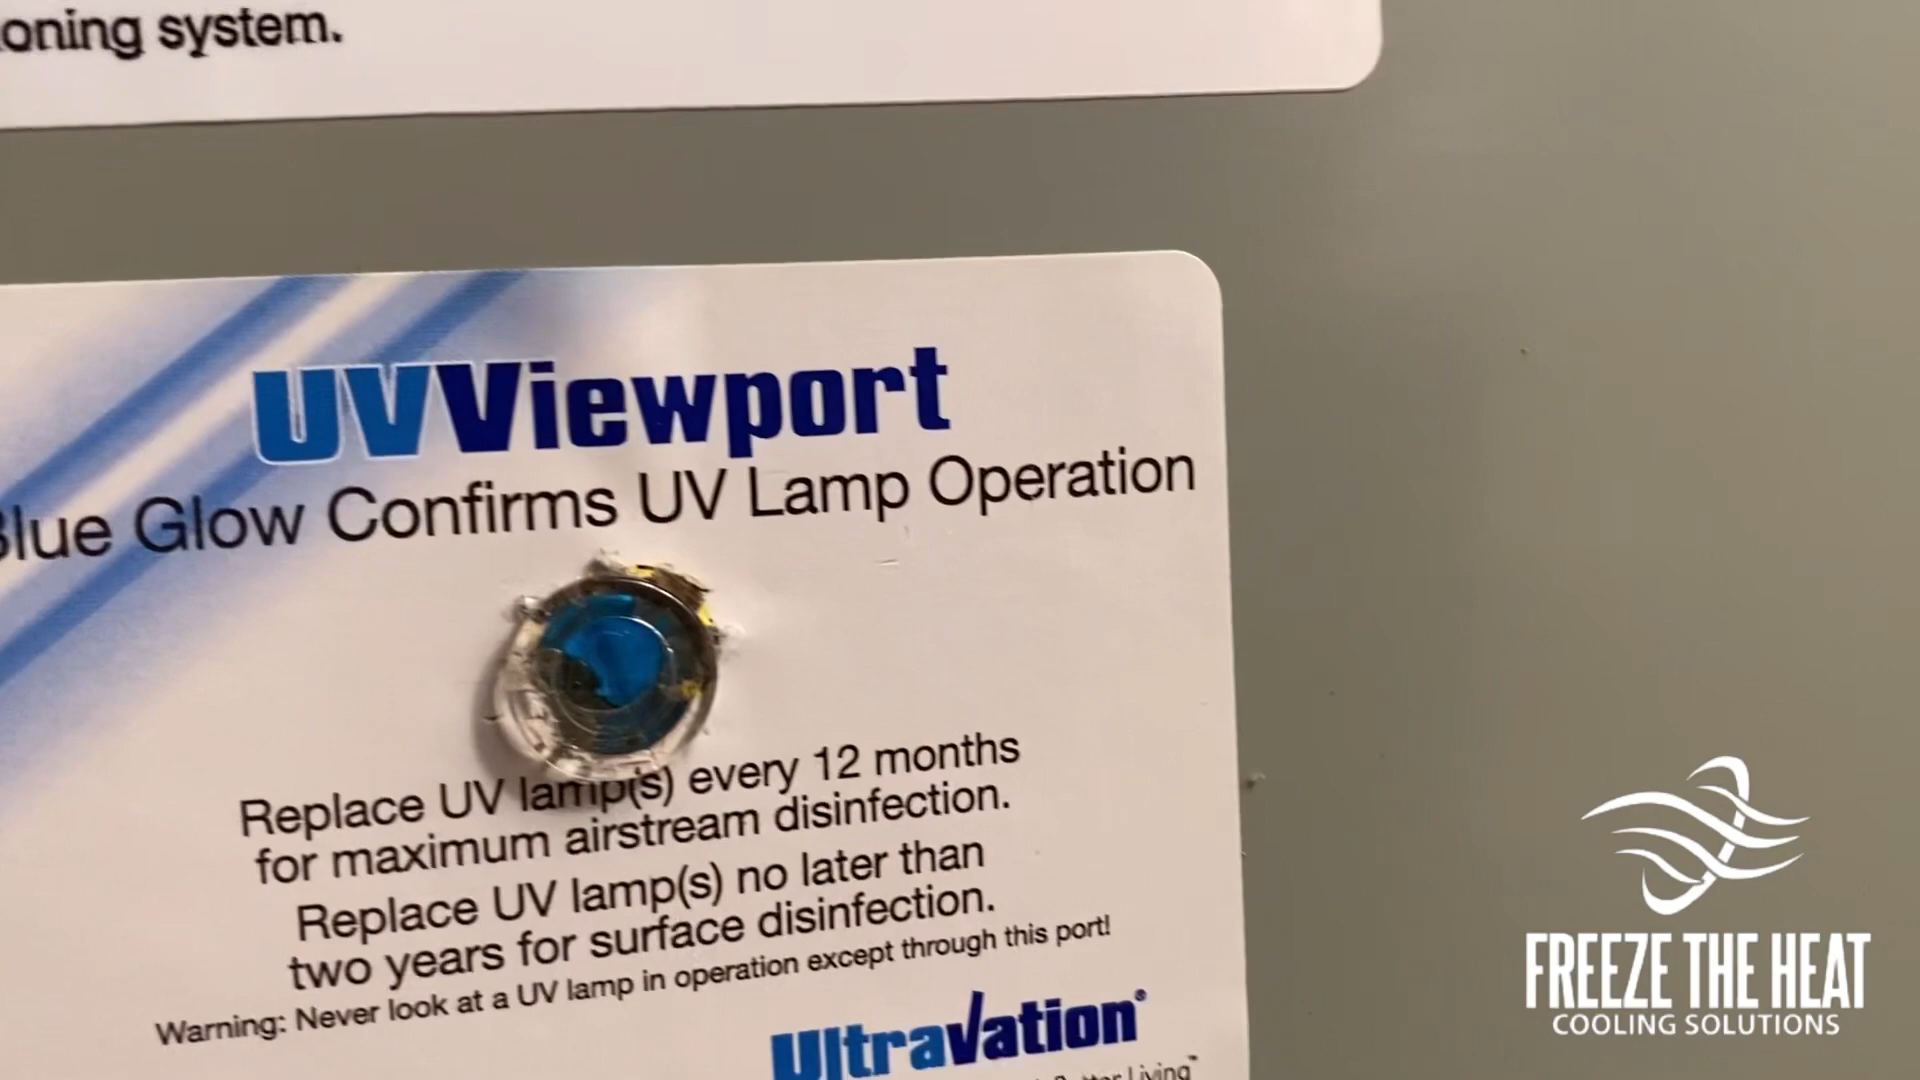 oning system.
UVViewport
Blue Glow Confirms UV Lamp Operation
Replace UV lamp(s) every 12 months
for maximum airstream disinfection.
Replace UV lamp(s) no later than
two years for surface disinfection.
Warning: Never look at a UV lamp in operation except through this port!
Ultravation®
Living™
FREEZE THE HEAT
COOLING SOLUTIONS